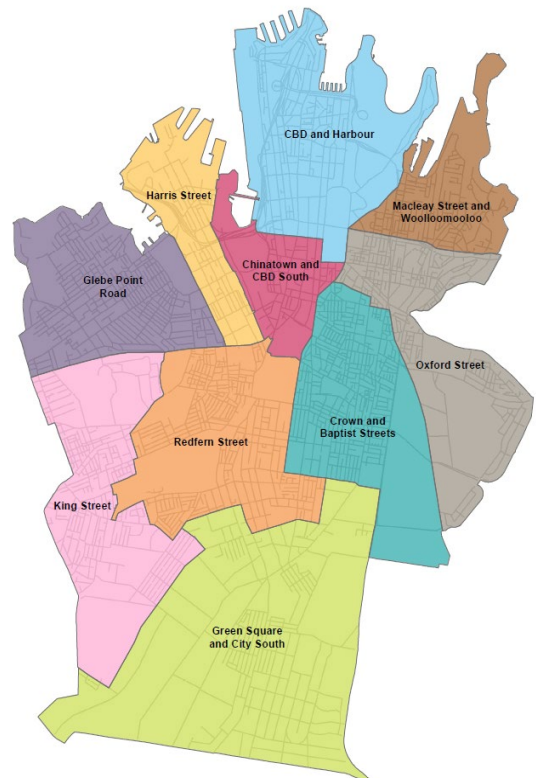 CBD and Harbour
Harris Street
Macleay Street and
Woolloomooloo
Chinatown and
CBD South
Glebe Point
Road
Oxford Street
Crown and
Baptist Streets
Redfern Street
King Street
Green Square
and City South